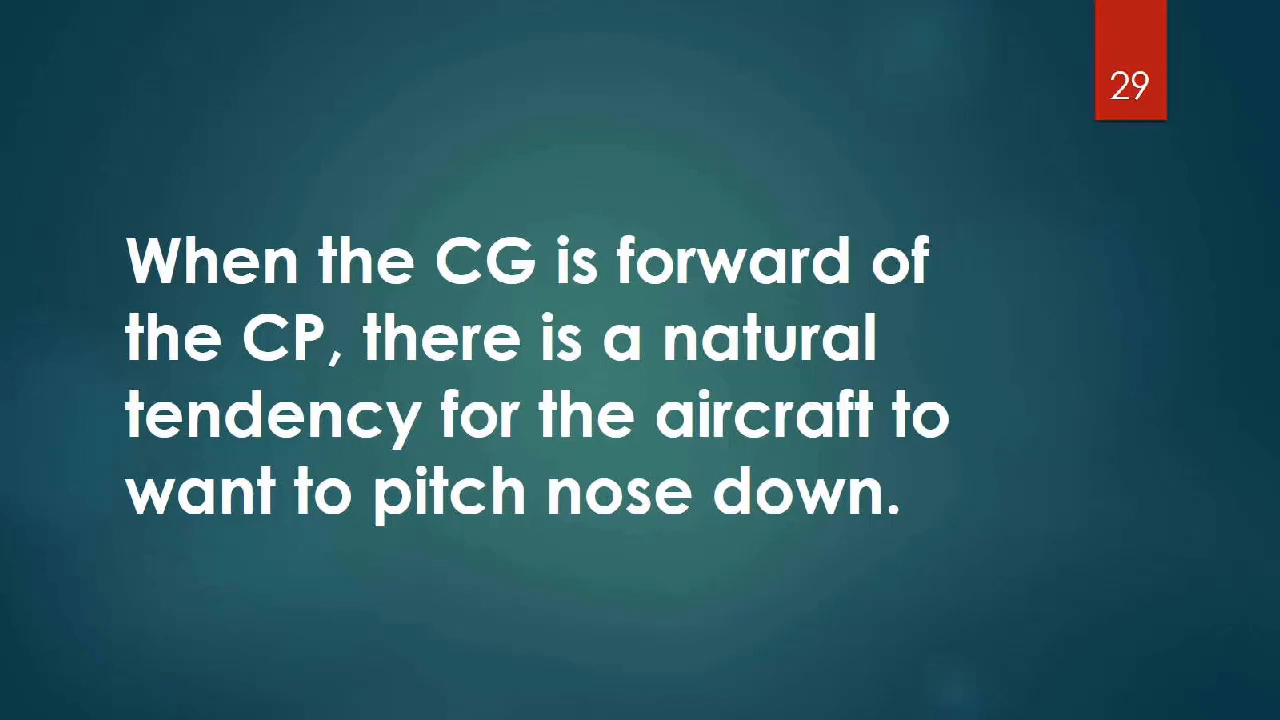 29
When the CG is forward of
the CP, there is a natural
tendency for the aircraft to
want to pitch nose down.